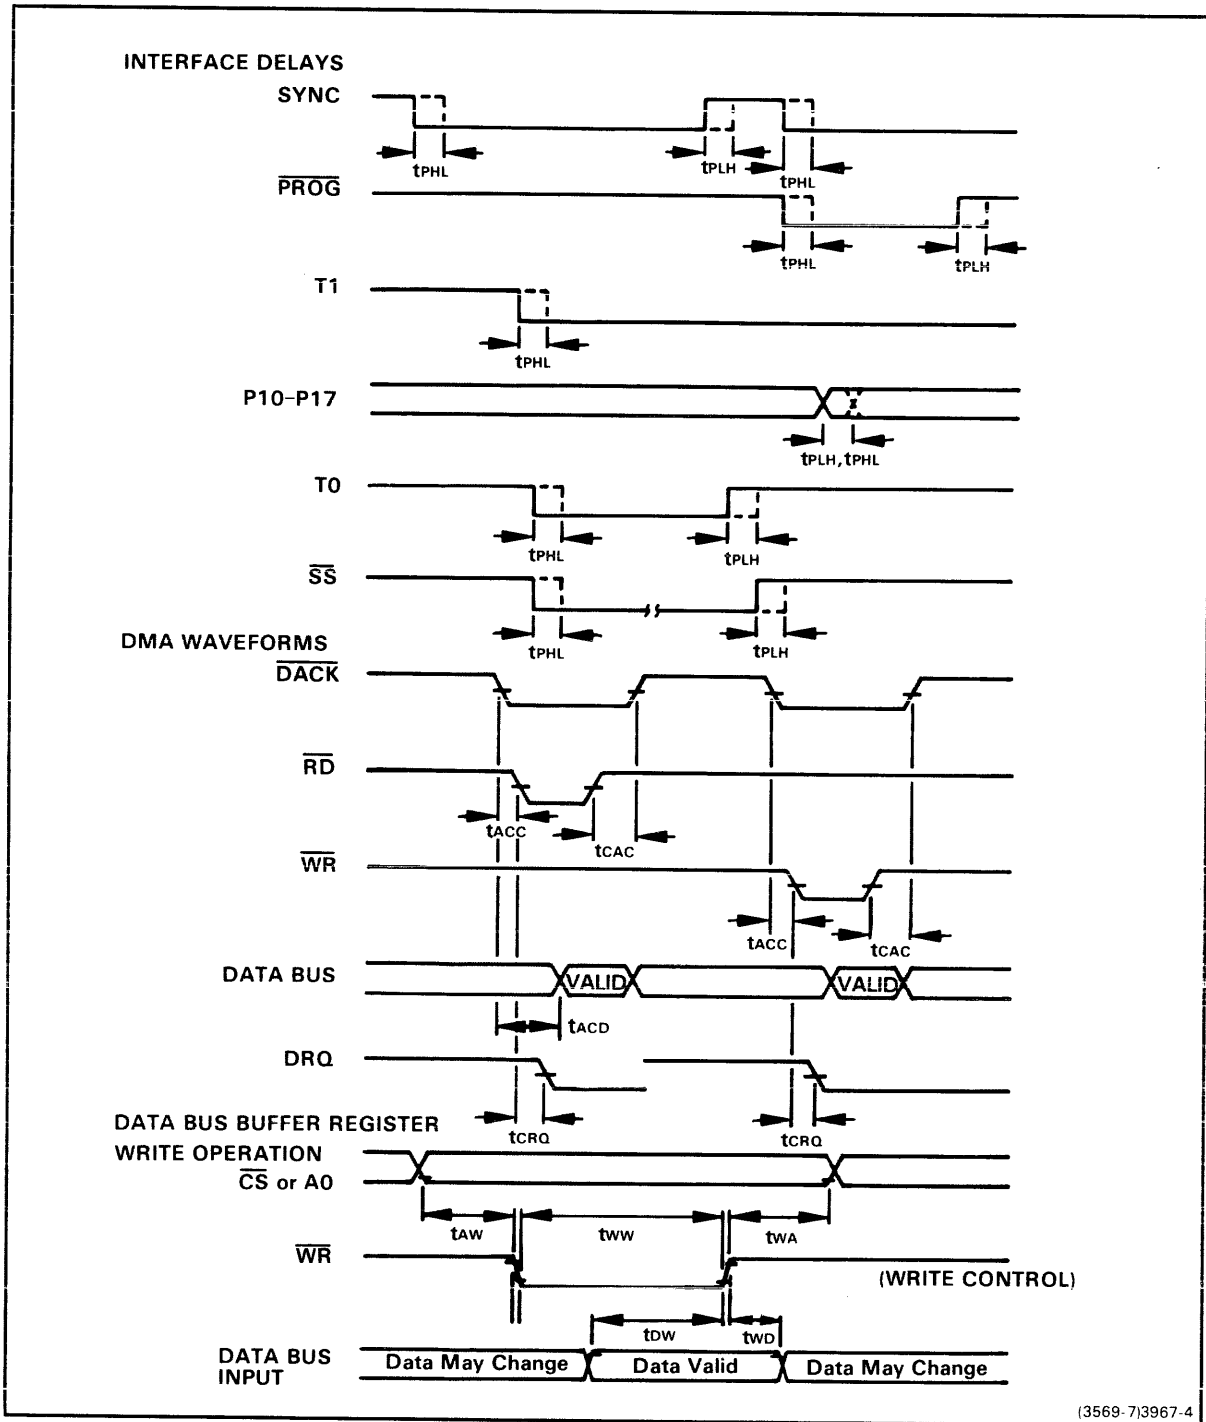 INTERFACE DELAYS
SYNC
tPHL
tPLH
tPHL
PROG
tPHL
tPLH
T1
tPHL
P10-P17
tPLH, tPHL
T0
tPHL
tPLH
SS
tPHL
tPLH
DMA WAVEFORMS
DACK
RD
tACC
tCAC
WR
tACC
tCAC
DATA BUS
VALID
VALID
tACD
DRQ
tCRQ
tCRQ
DATA BUS BUFFER REGISTER
WRITE OPERATION
CS or A0
tAW
tWW
tWA
WR
(WRITE CONTROL)
tDW
tWD
DATA BUS
INPUT
Data May Change
Data Valid
Data May Change
(3569-7)3967-4